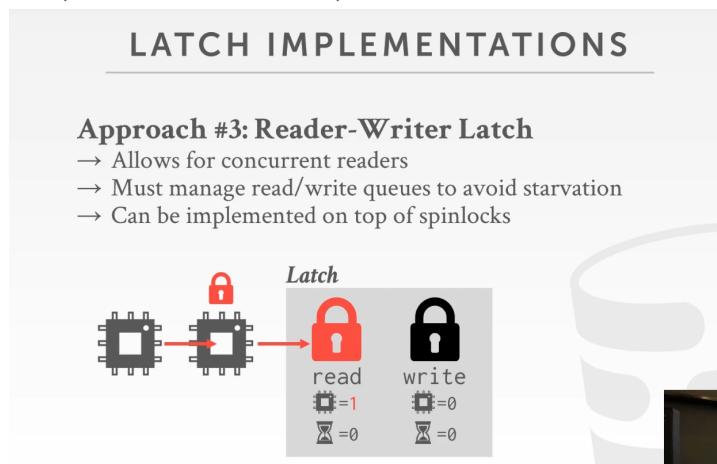 LATCH IMPLEMENTATIONS
Approach #3: Reader-Writer Latch
→ Allows for concurrent readers
→ Must manage read/write queues to avoid starvation
→ Can be implemented on top of spinlocks
Latch
read write
=1 =0
=0 =0